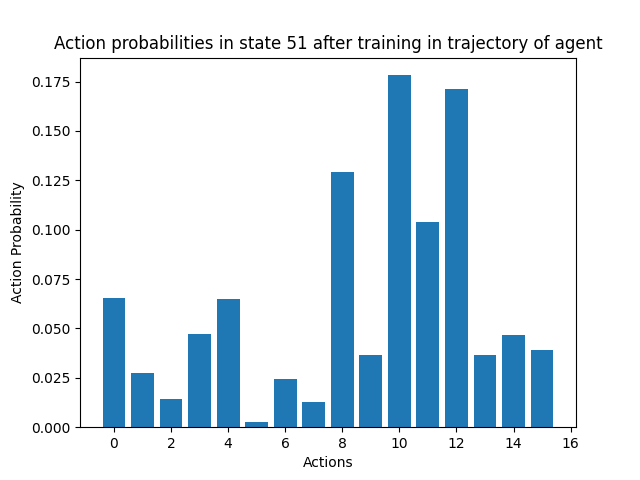 Action probabilities in state 51 after training in trajectory of agent
0.175
0.150
0.125
0.100
0.075
0.050
0.025
0.000
Action Probability
0 2 4 6 8 10 12 14 16
Actions